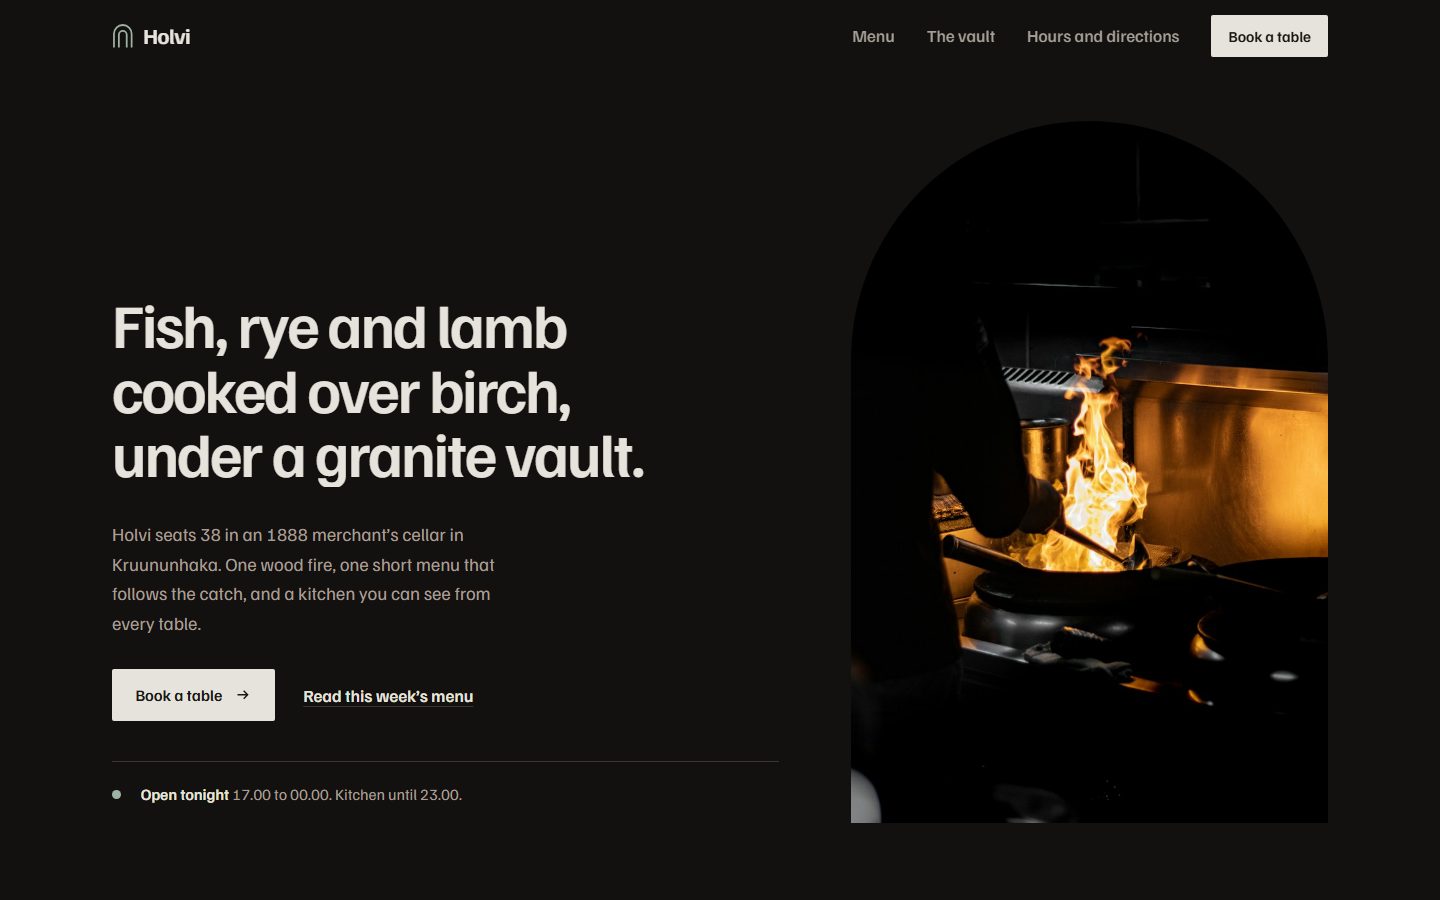 Holvi
Menu
The vault
Hours and directions
Book a table
Fish, rye and lamb
cooked over birch,
under a granite vault.
Holvi seats 38 in an 1888 merchant’s cellar in
Kruununhaka. One wood fire, one short menu that
follows the catch, and a kitchen you can see from
every table.
Book a table →
Read this week’s menu
Open tonight 17.00 to 00.00. Kitchen until 23.00.